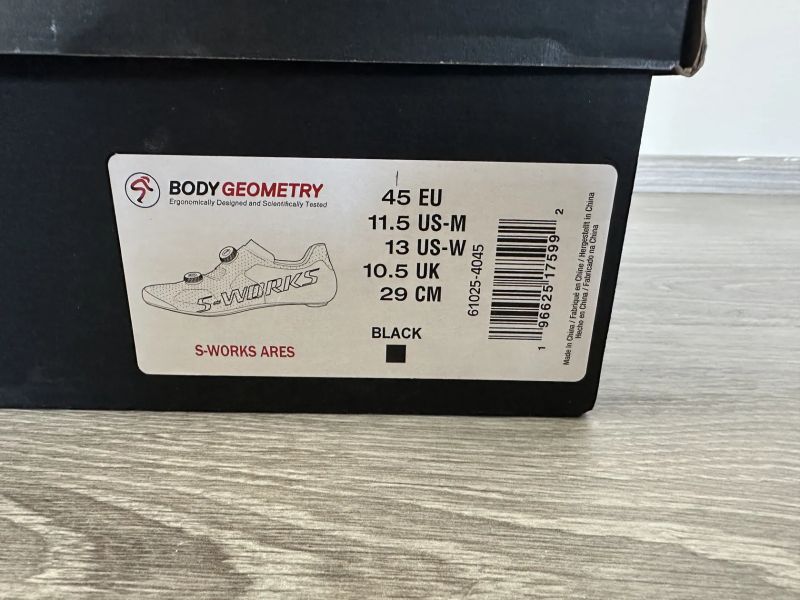 BODY GEOMETRY
Ergonomically Designed and Scientifically Tested
S-WORKS
S-WORKS ARES
45 EU
11.5 US-M
13 US-W
10.5 UK
29 CM
BLACK
61025-4045
1 96625 17599 2
Made in China / Fabriqué en Chine / Hergestellt in China
Hecho en China / Fabricado na China